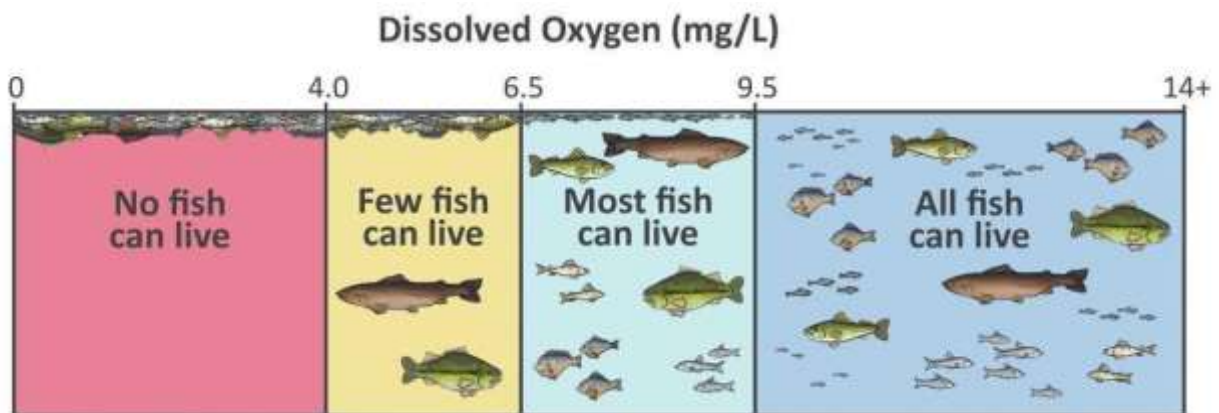 Dissolved Oxygen (mg/L)
0 4.0 6.5 9.5 14+
No fish
can live
Few fish
can live
Most fish
can live
All fish
can live